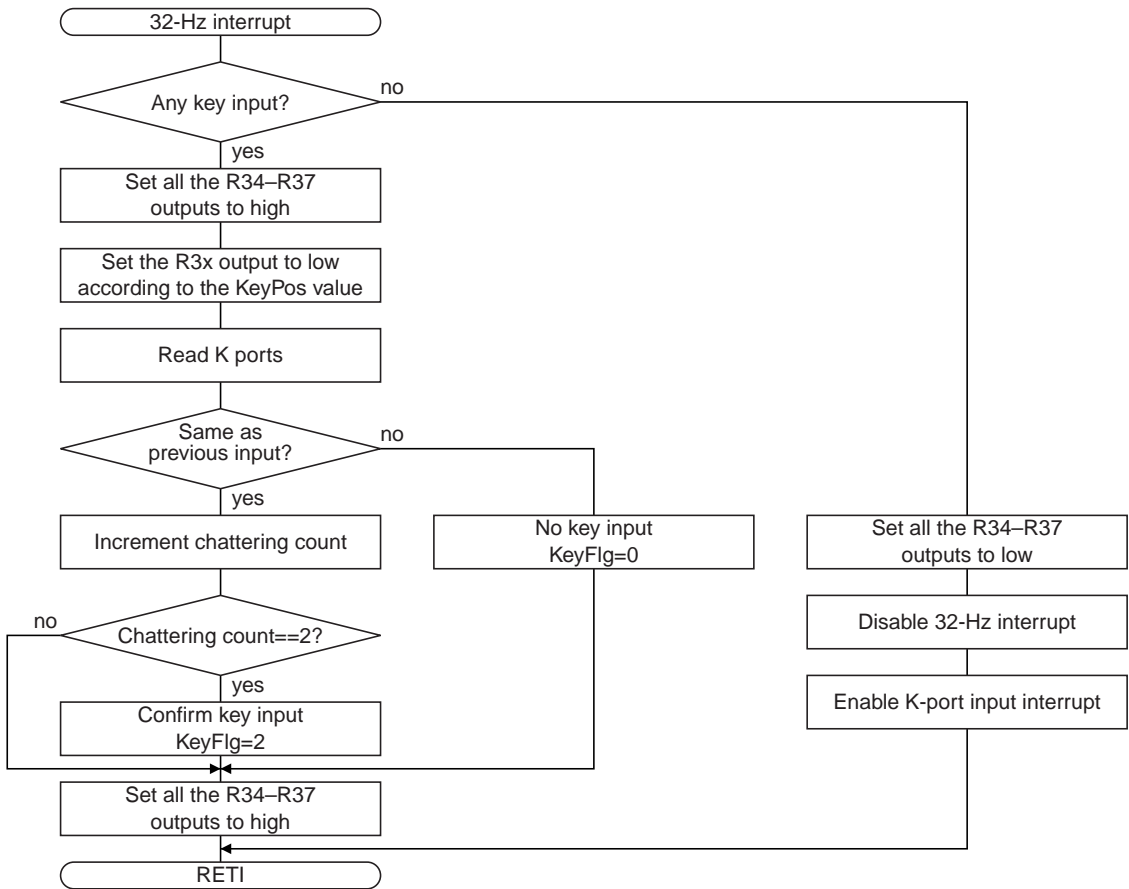 32-Hz interrupt
no
Any key input?
yes
Set all the R34–R37
outputs to high
Set the R3x output to low
according to the KeyPos value
Read K ports
Same as
previous input?
no
yes
Increment chattering count
No key input
KeyFlg=0
Set all the R34–R37
outputs to low
no
Chattering count==2?
Disable 32-Hz interrupt
yes
Confirm key input
KeyFlg=2
Enable K-port input interrupt
Set all the R34–R37
outputs to high
RETI